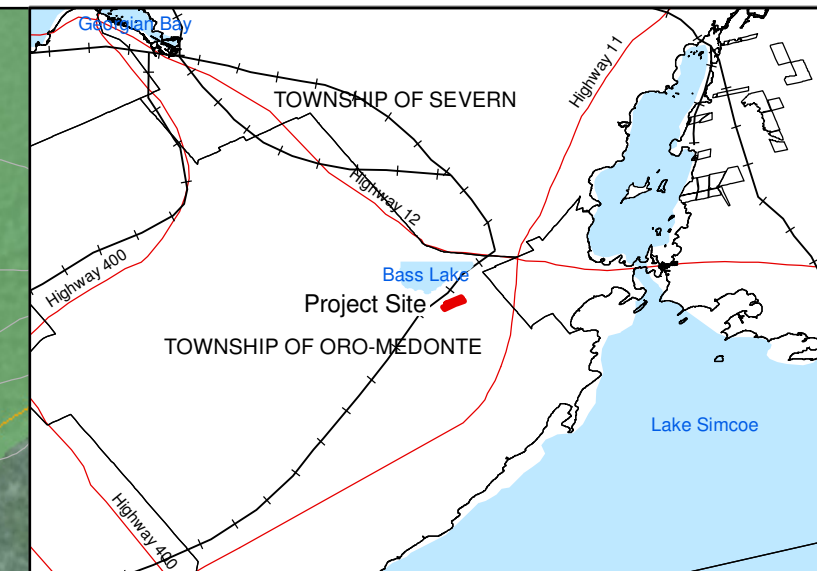 Georgian Bay
TOWNSHIP OF SEVERN
Highway 11
Highway 12
Highway 400
Bass Lake
Project Site
TOWNSHIP OF ORO-MEDONTE
Lake Simcoe
Highway 400